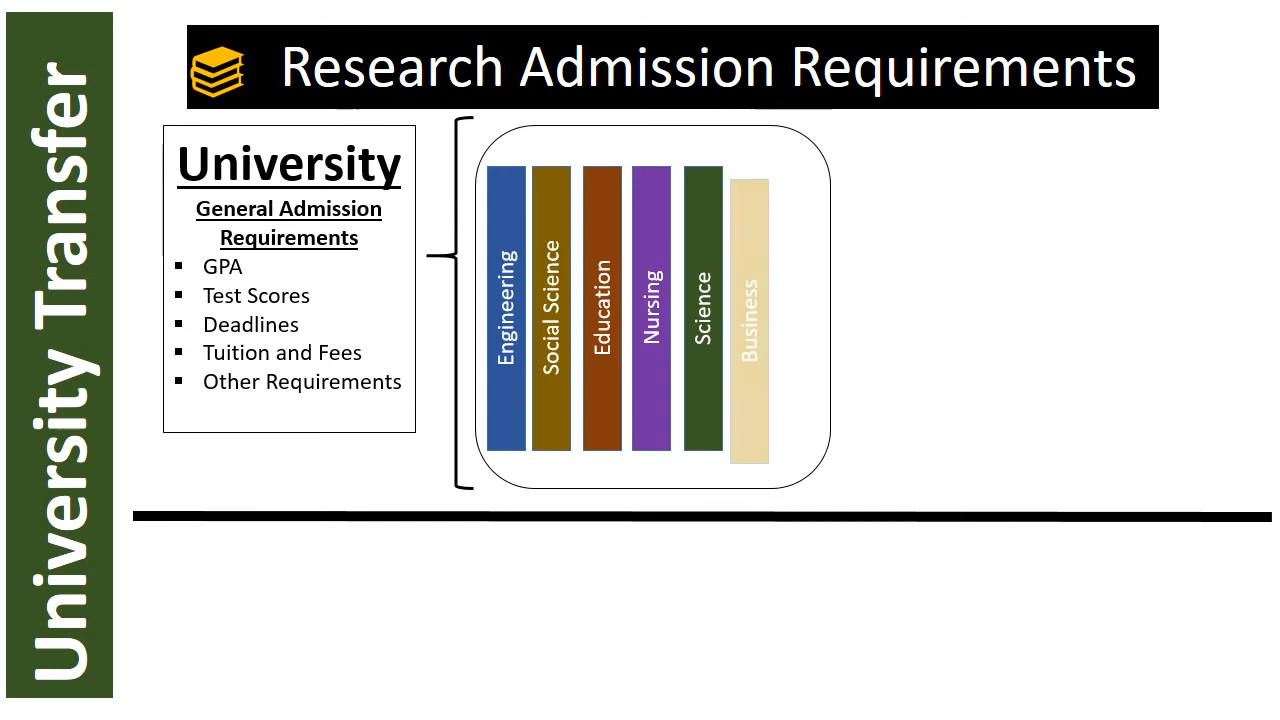 University Transfer
Research Admission Requirements
University
General Admission
Requirements
▪ GPA
▪ Test Scores
▪ Deadlines
▪ Tuition and Fees
▪ Other Requirements
Engineering
Social Science
Education
Nursing
Science
Business